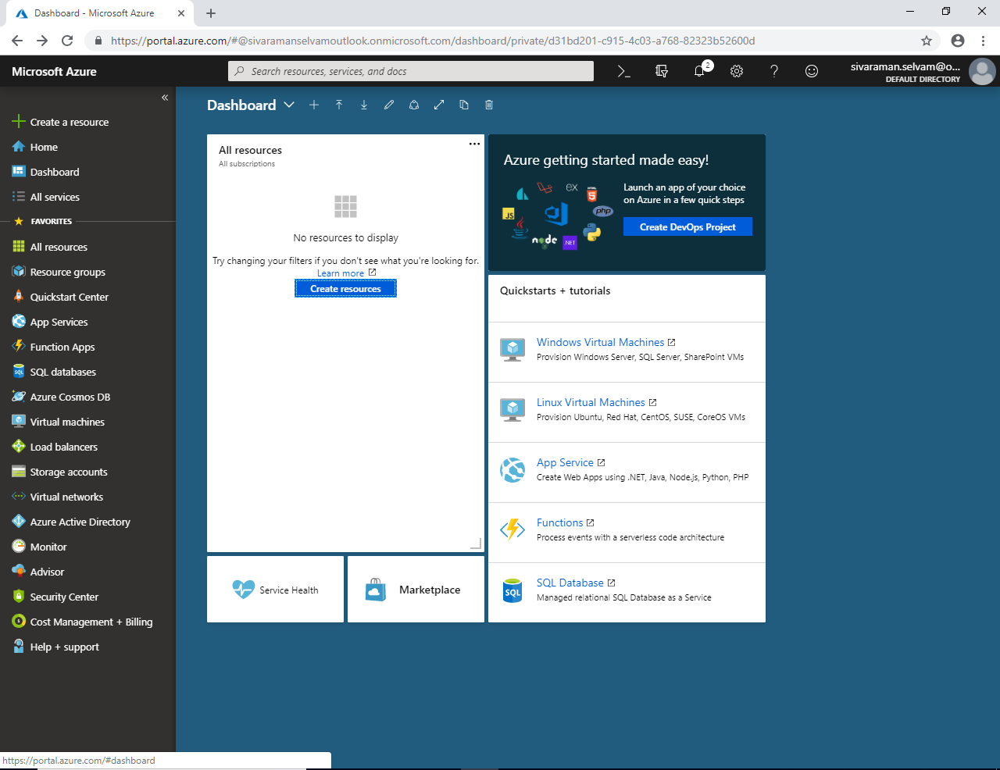 Dashboard - Microsoft Azure
https://portal.azure.com/#@sivaramanselvamoutlook.onmicrosoft.com/dashboard/private/d31bd201-c915-4c03-a768-82323b52600d
Microsoft Azure
Search resources, services, and docs
2
sivaraman.selvam@o...
DEFAULT DIRECTORY
Create a resource
Home
Dashboard
All services
FAVORITES
All resources
Resource groups
Quickstart Center
App Services
Function Apps
SQL databases
Azure Cosmos DB
Virtual machines
Load balancers
Storage accounts
Virtual networks
Azure Active Directory
Monitor
Advisor
Security Center
Cost Management + Billing
Help + support
https://portal.azure.com/#dashboard
Dashboard
All resources
All subscriptions
No resources to display
Try changing your filters if you don't see what you're looking for.
Learn more
Create resources
Service Health
Marketplace
Azure getting started made easy!
EX
HTML
5
JS
php
node
NET
Launch an app of your choice
on Azure in a few quick steps
Create DevOps Project
Quickstarts + tutorials
Windows Virtual Machines
Provision Windows Server, SQL Server, SharePoint VMs
Linux Virtual Machines
Provision Ubuntu, Red Hat, CentOS, SUSE, CoreOS VMs
App Service
Create Web Apps using .NET, Java, Node.js, Python, PHP
Functions
Process events with a serverless code architecture
SQL
SQL Database
Managed relational SQL Database as a Service